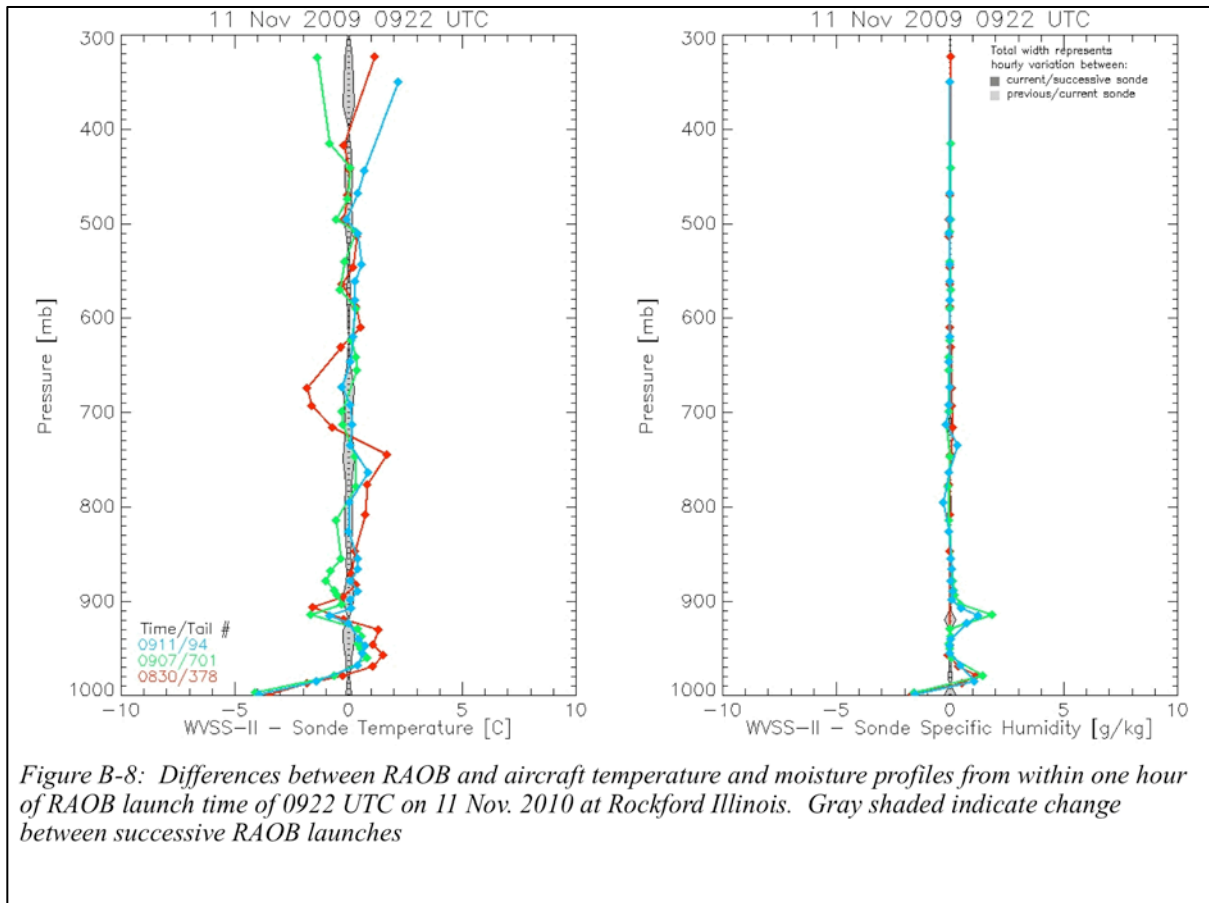 11 Nov 2009 0922 UTC
300
400
500
600
700
800
900
1000
Pressure [mb]
Time/Tail #
0911/94
0907/701
0830/378
-10
-5
0
5
10
WVSS-II - Sonde Temperature [C]
11 Nov 2009 0922 UTC
Total width represents
hourly variation between:
current/successive sonde
previous/current sonde
300
400
500
600
700
800
900
1000
Pressure [mb]
-10
-5
0
5
10
WVSS-II - Sonde Specific Humidity [g/kg]
Figure B-8: Differences between RAOB and aircraft temperature and moisture profiles from within one hour
of RAOB launch time of 0922 UTC on 11 Nov. 2010 at Rockford Illinois. Gray shaded indicate change
between successive RAOB launches